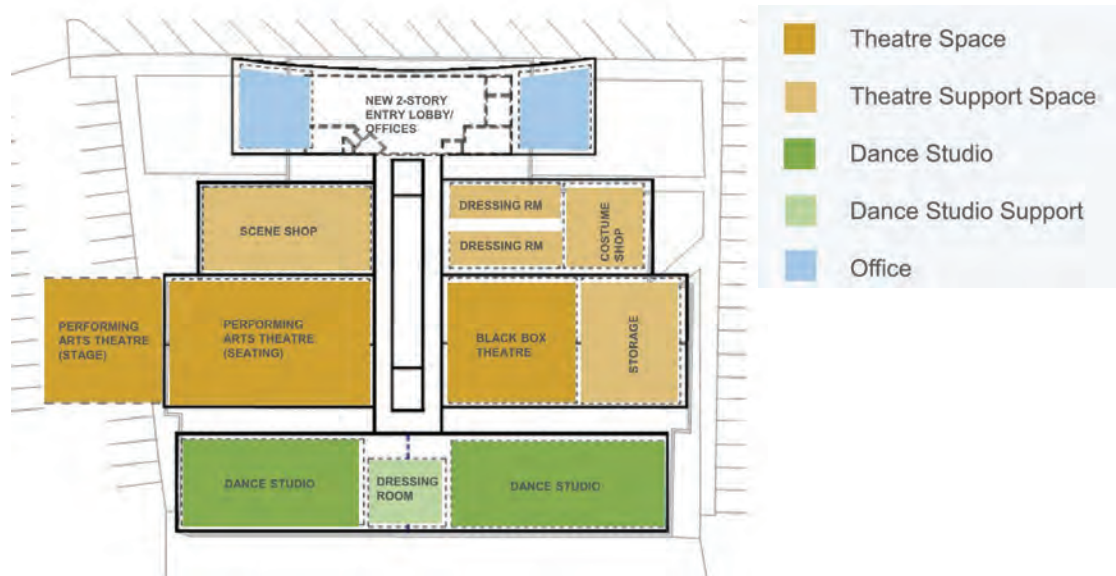 NEW 2-STORY
ENTRY LOBBY/
OFFICES
SCENE SHOP
DRESSING RM
DRESSING RM
COSTUME
SHOP
PERFORMING
ARTS THEATRE
(STAGE)
PERFORMING
ARTS THEATRE
(SEATING)
BLACK BOX
THEATRE
STORAGE
DANCE STUDIO
DRESSING
ROOM
DANCE STUDIO
Theatre Space
Theatre Support Space
Dance Studio
Dance Studio Support
Office